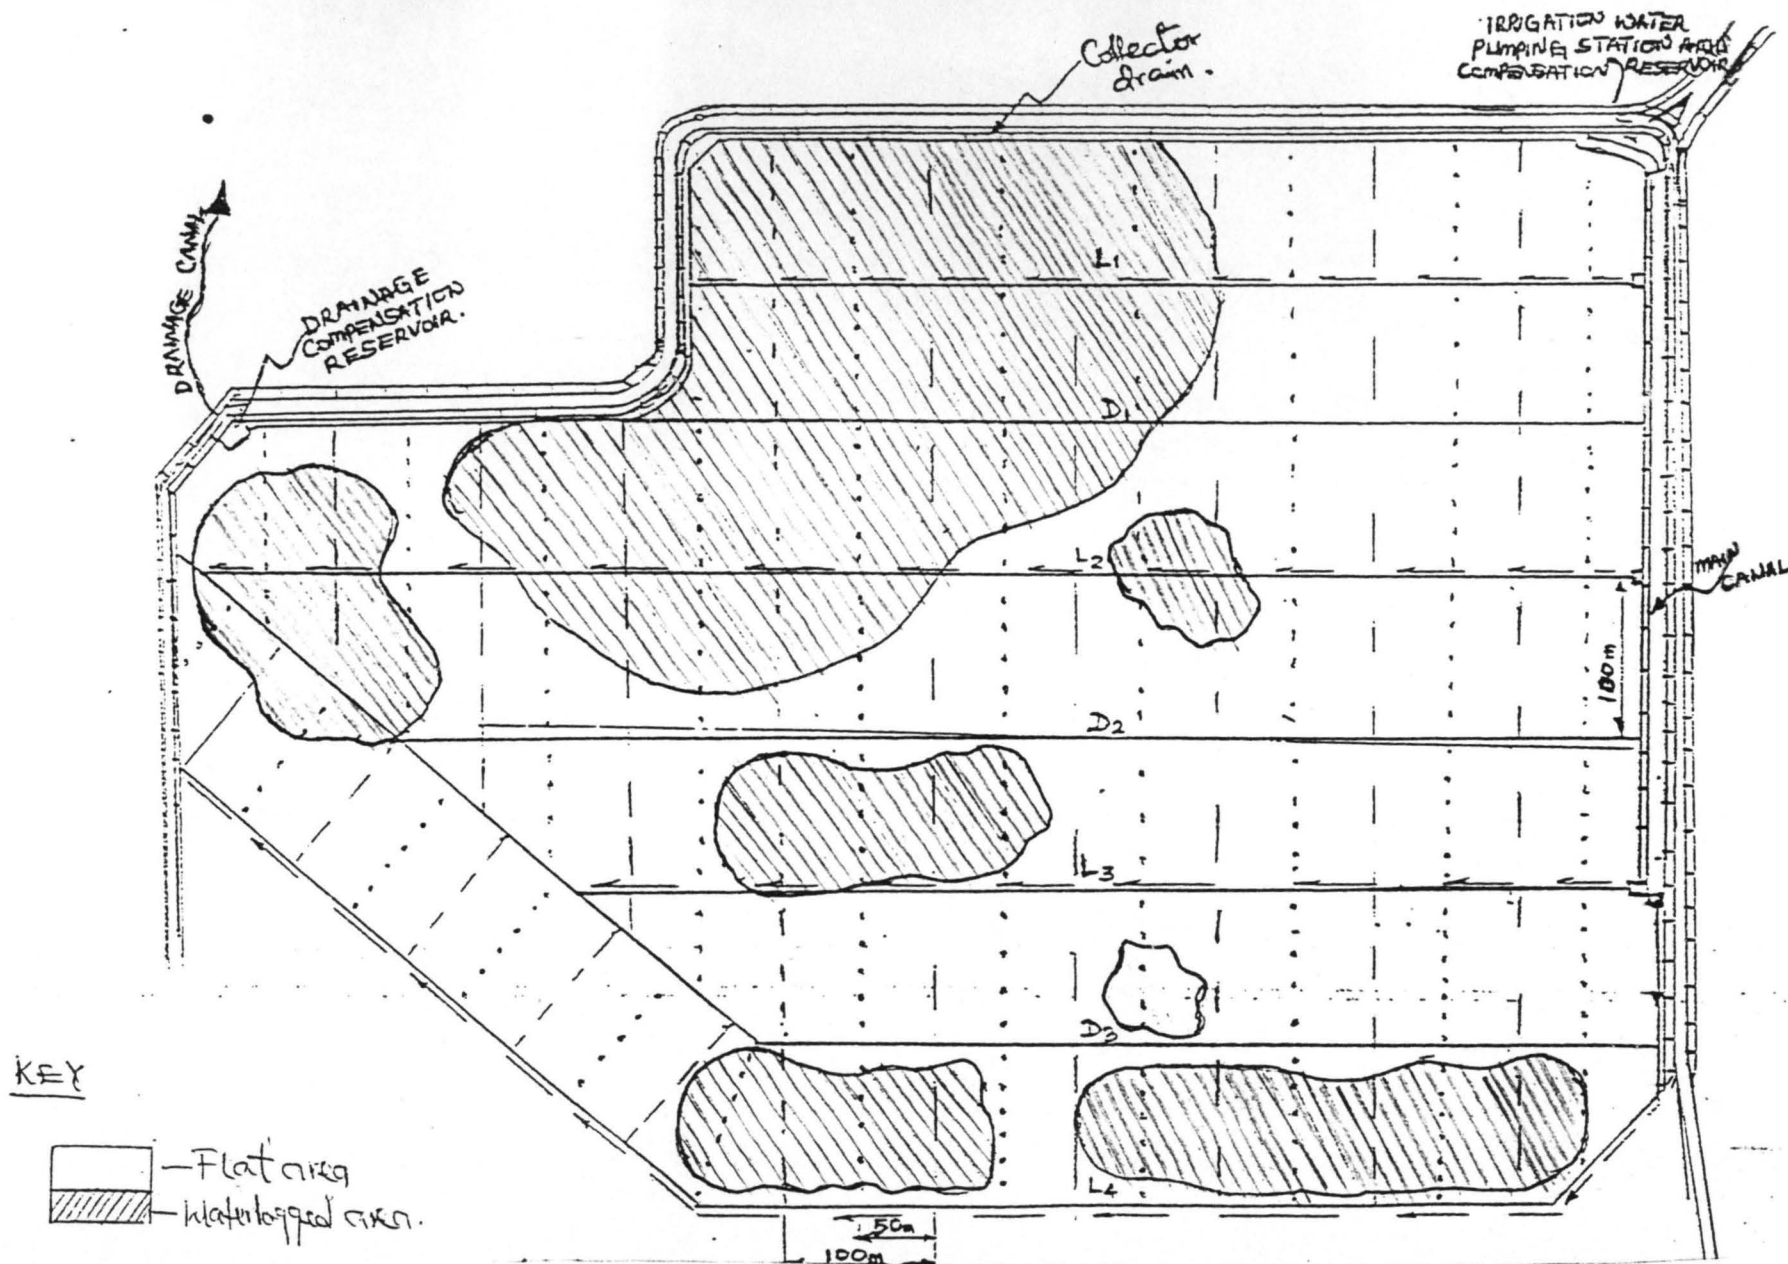 IRRIGATION WATER
PUMPING STATION AND
COMPENSATION RESERVOIR
Collector
drain.
DRAINAGE CANAL
DRAINAGE
COMPENSATION
RESERVOIR.
L1
D1
L2
MAIN
CANAL
100m
D2
L3
D3
L4
KEY
- Flat area
- Waterlogged area.
50m
100m